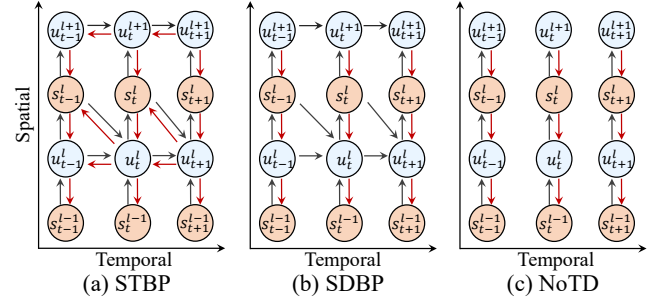 Spatial
u_{t-1}^{l+1} u_t^{l+1} u_{t+1}^{l+1}
s_{t-1}^l s_t^l s_{t+1}^l
u_{t-1}^l u_t^l u_{t+1}^l
s_{t-1}^{l-1} s_t^{l-1} s_{t+1}^{l-1}
Temporal
(a) STBP
u_{t-1}^{l+1} u_t^{l+1} u_{t+1}^{l+1}
s_{t-1}^l s_t^l s_{t+1}^l
u_{t-1}^l u_t^l u_{t+1}^l
s_{t-1}^{l-1} s_t^{l-1} s_{t+1}^{l-1}
Temporal
(b) SDBP
u_{t-1}^{l+1} u_t^{l+1} u_{t+1}^{l+1}
s_{t-1}^l s_t^l s_{t+1}^l
u_{t-1}^l u_t^l u_{t+1}^l
s_{t-1}^{l-1} s_t^{l-1} s_{t+1}^{l-1}
Temporal
(c) NoTD